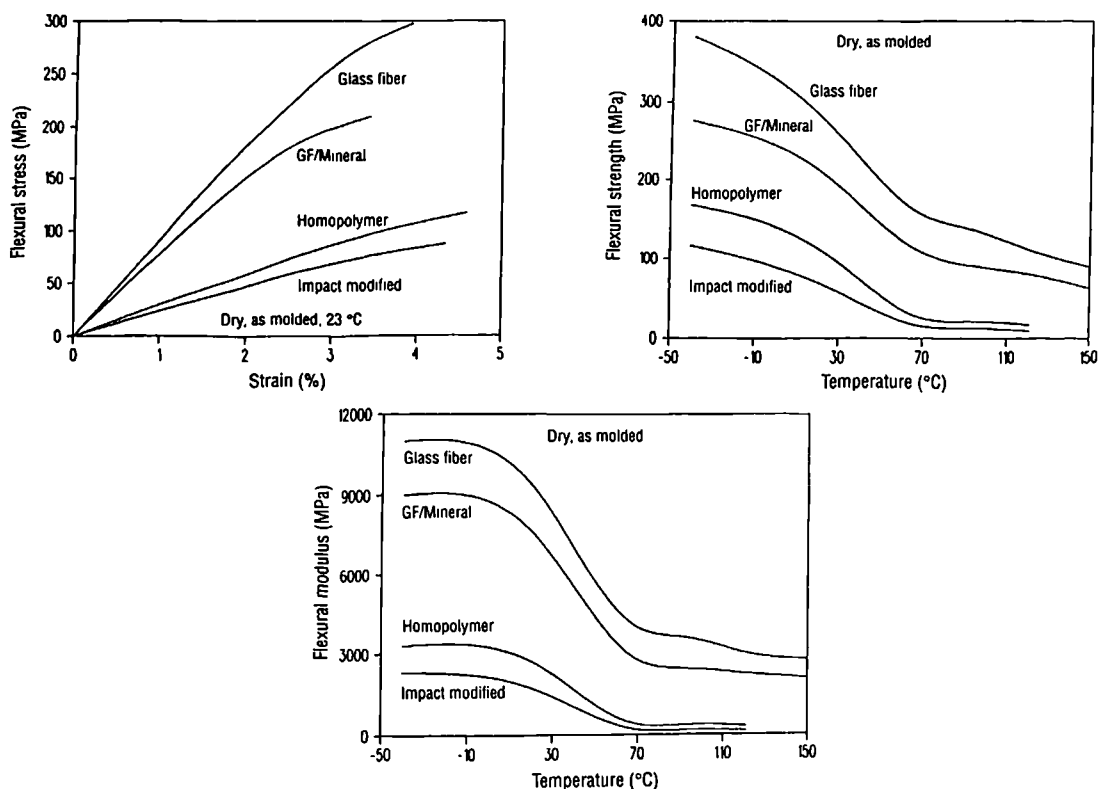 300
250
200
150
100
50
0
Flexural stress (MPa)
Glass fiber
GF/Mineral
Homopolymer
Impact modified
Dry, as molded, 23 °C
0 1 2 3 4 5
Strain (%)
400
300
200
100
0
Flexural strength (MPa)
Dry, as molded
Glass fiber
GF/Mineral
Homopolymer
Impact modified
-50 -10 30 70 110 150
Temperature (°C)
12000
9000
6000
3000
0
Flexural modulus (MPa)
Dry, as molded
Glass fiber
GF/Mineral
Homopolymer
Impact modified
-50 -10 30 70 110 150
Temperature (°C)